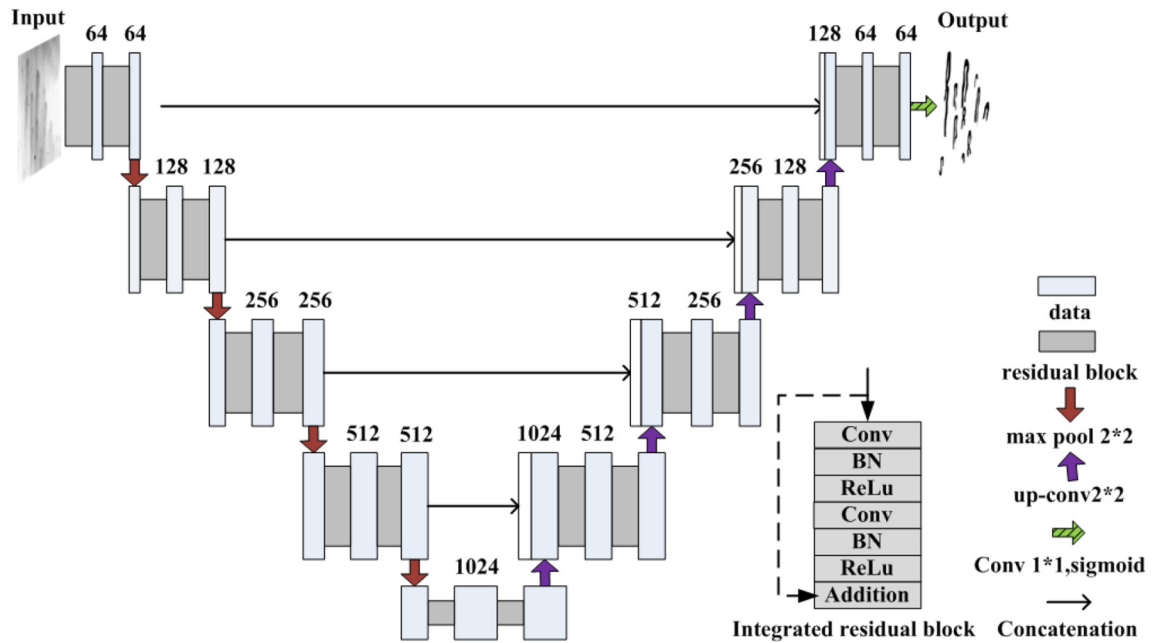 Input
Output
64 64
128 64 64
128 128
256 128
256 256
512 256
512 512
1024 512
1024
Conv
BN
ReLu
Conv
BN
ReLu
Addition
Integrated residual block
data
residual block
max pool 2*2
up-conv2*2
Conv 1*1,sigmoid
Concatenation